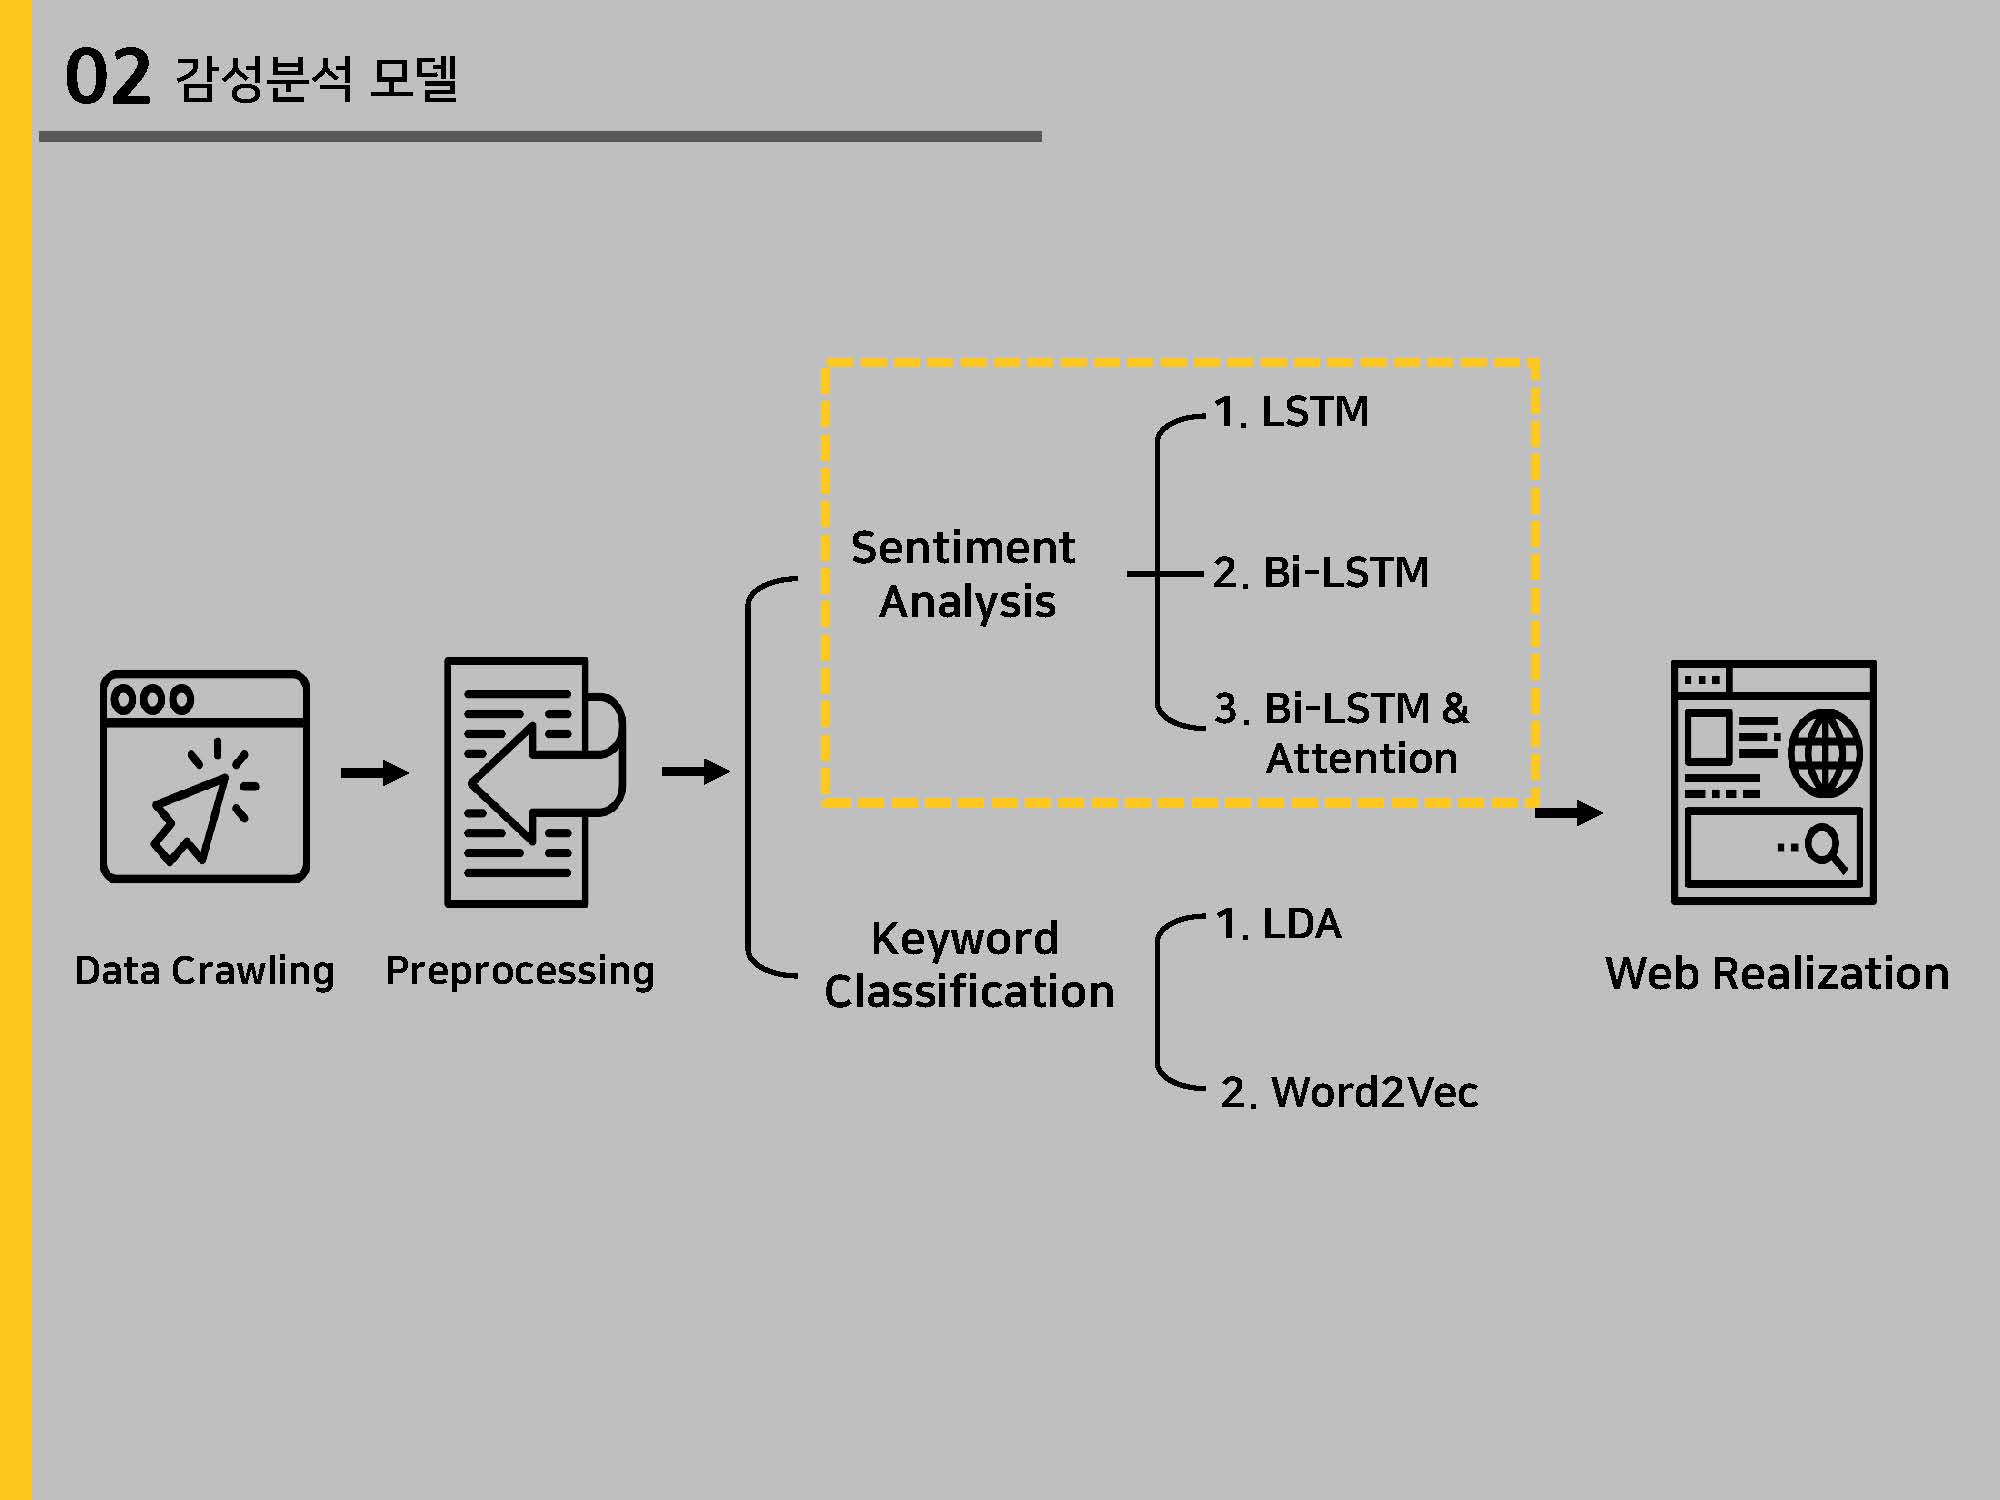 02 감성분석 모델
Data Crawling
Preprocessing
Sentiment
Analysis
1. LSTM
2. Bi-LSTM
3. Bi-LSTM &
Attention
Keyword
Classification
1. LDA
2. Word2Vec
Web Realization